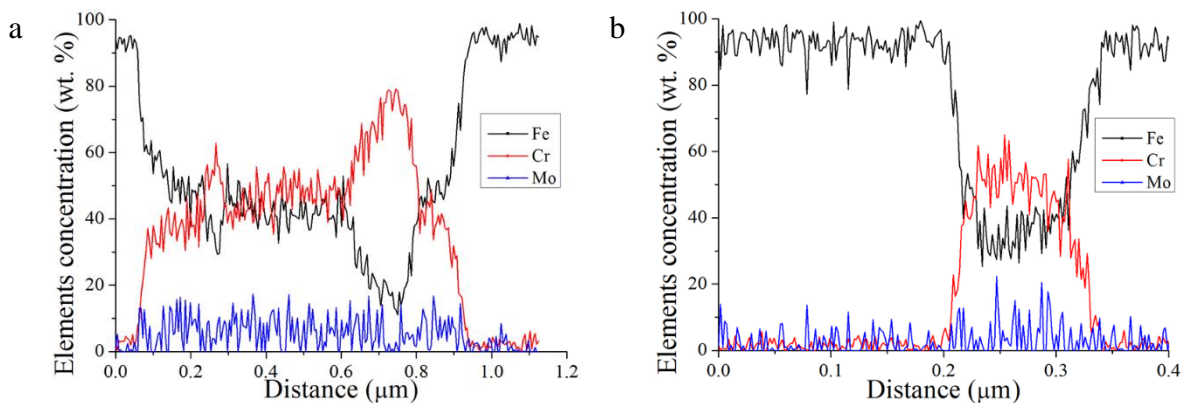 a
Elements concentration (wt. %)
100
80
60
40
20
0
Fe
Cr
Mo
0.0 0.2 0.4 0.6 0.8 1.0 1.2
Distance (μm)
b
Elements concentration (wt. %)
100
80
60
40
20
0
Fe
Cr
Mo
0.0 0.1 0.2 0.3 0.4
Distance (μm)